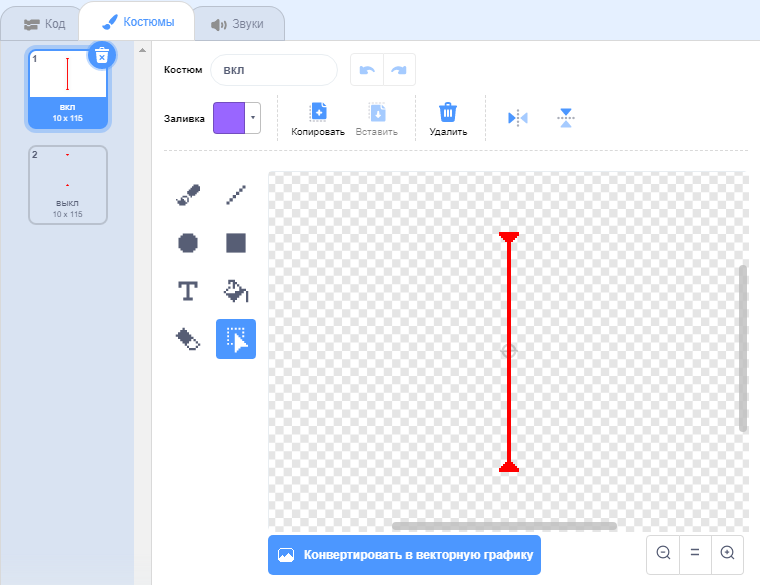 Код
Костюмы
Звуки
1
вкл
10 x 115
2
выкл
10 x 115
Костюм
вкл
Заливка
Копировать
Вставить
Удалить
Конвертировать в векторную графику